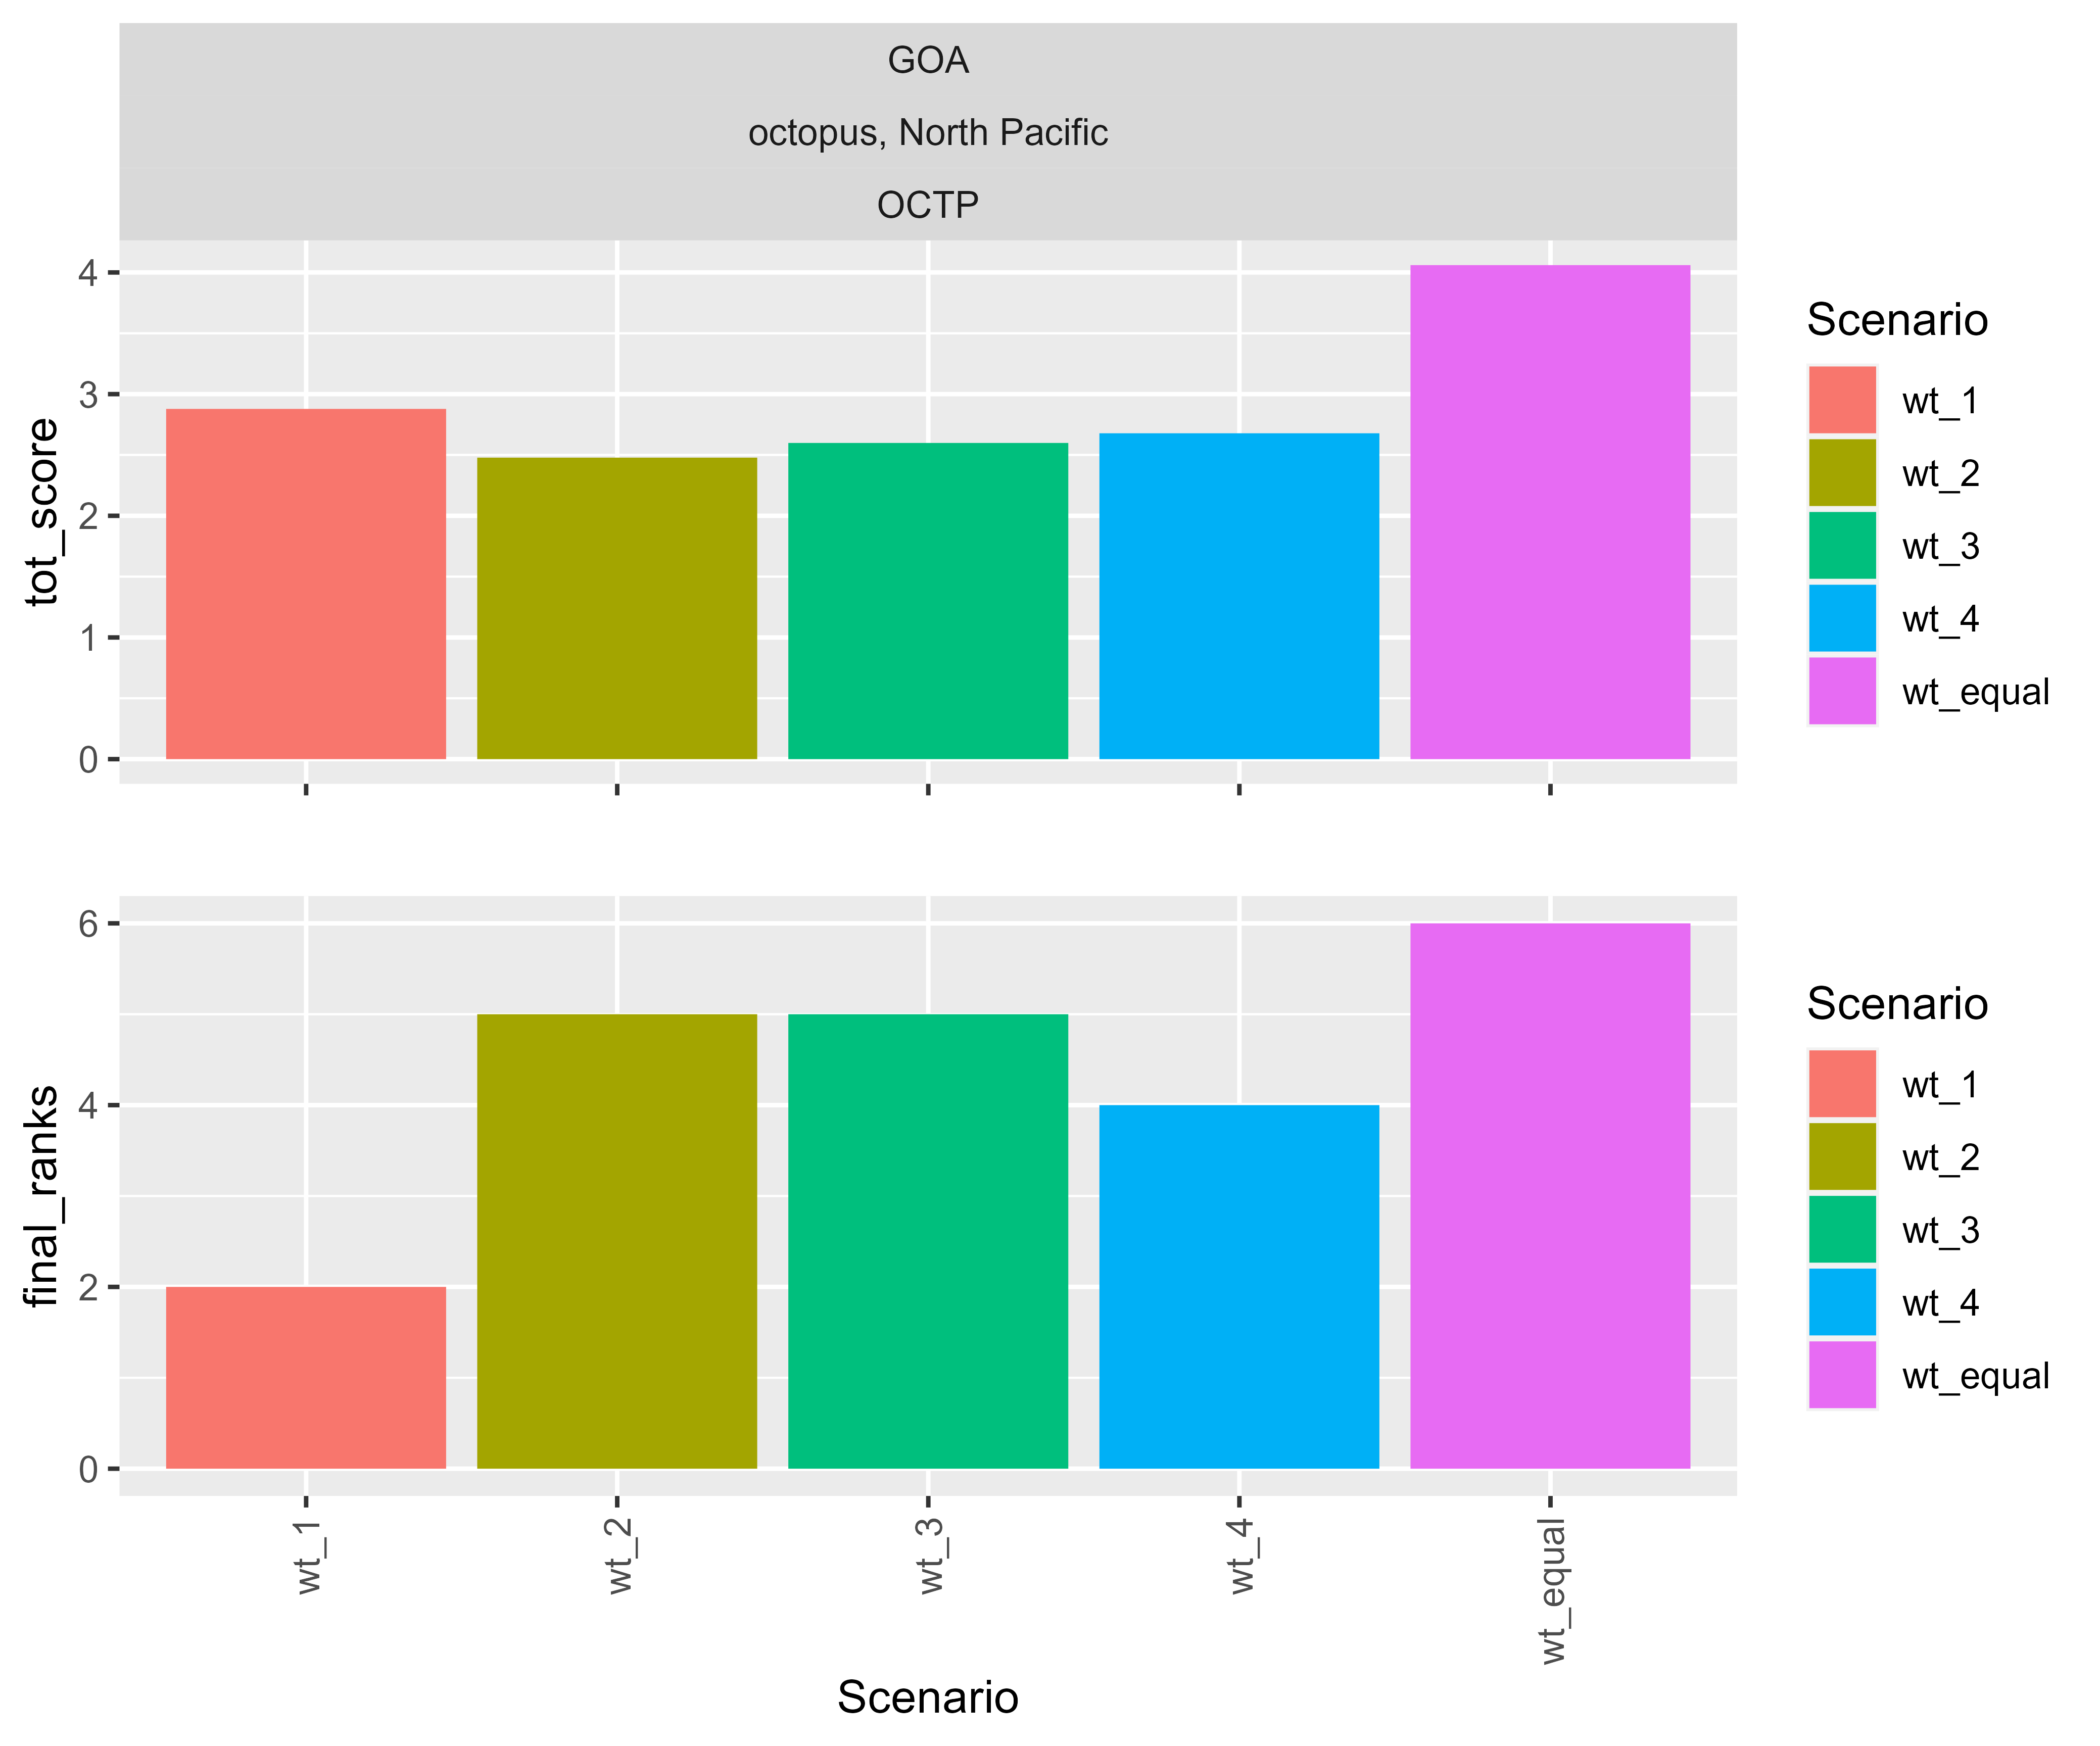 GOA
octopus, North Pacific
OCTP
tot_score
4
3
2
1
0
Scenario
wt_1
wt_2
wt_3
wt_4
wt_equal
final_ranks
6
4
2
0
Scenario
wt_1
wt_2
wt_3
wt_4
wt_equal
wt_1
wt_2
wt_3
wt_4
wt_equal
Scenario